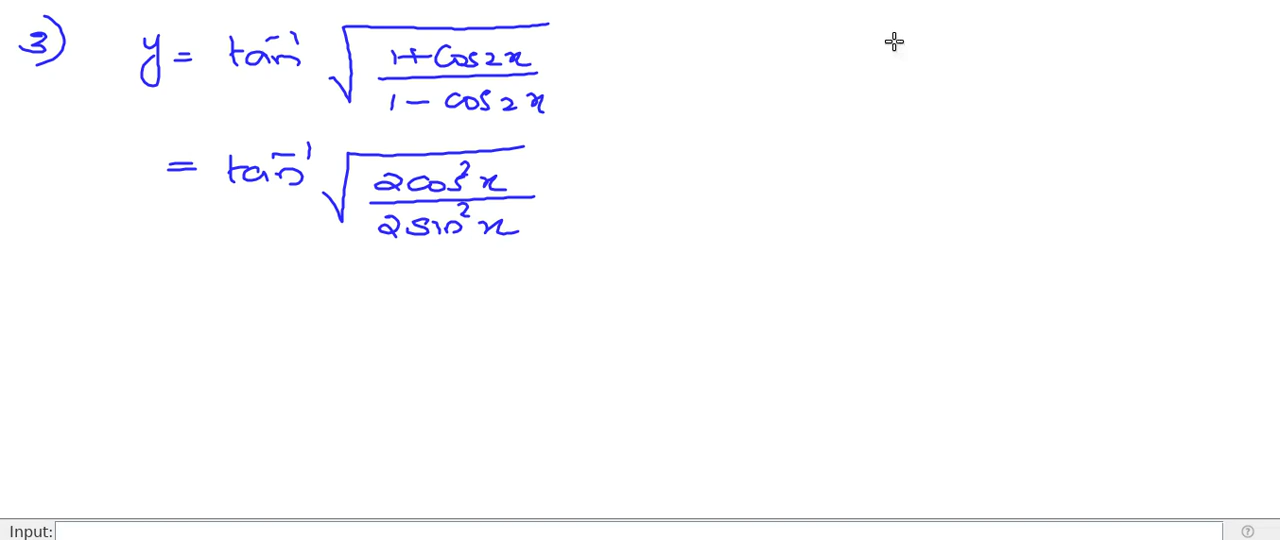 3) y = tan⁻¹ √((1+cos2x)/(1-cos2x))
= tan⁻¹ √((2cos²x)/(2sin²x))
Input: